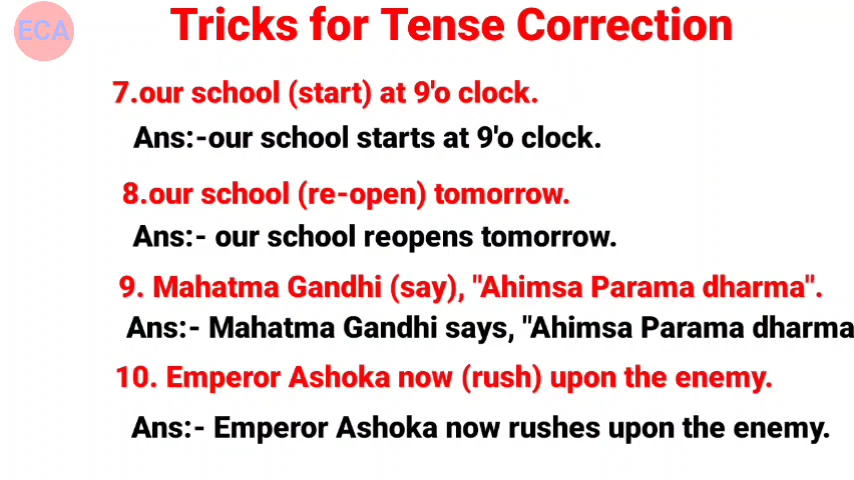 ECA
Tricks for Tense Correction
7.our school (start) at 9'o clock.
Ans:-our school starts at 9'o clock.
8.our school (re-open) tomorrow.
Ans:- our school reopens tomorrow.
9. Mahatma Gandhi (say), "Ahimsa Parama dharma".
Ans:- Mahatma Gandhi says, "Ahimsa Parama dharma
10. Emperor Ashoka now (rush) upon the enemy.
Ans:- Emperor Ashoka now rushes upon the enemy.